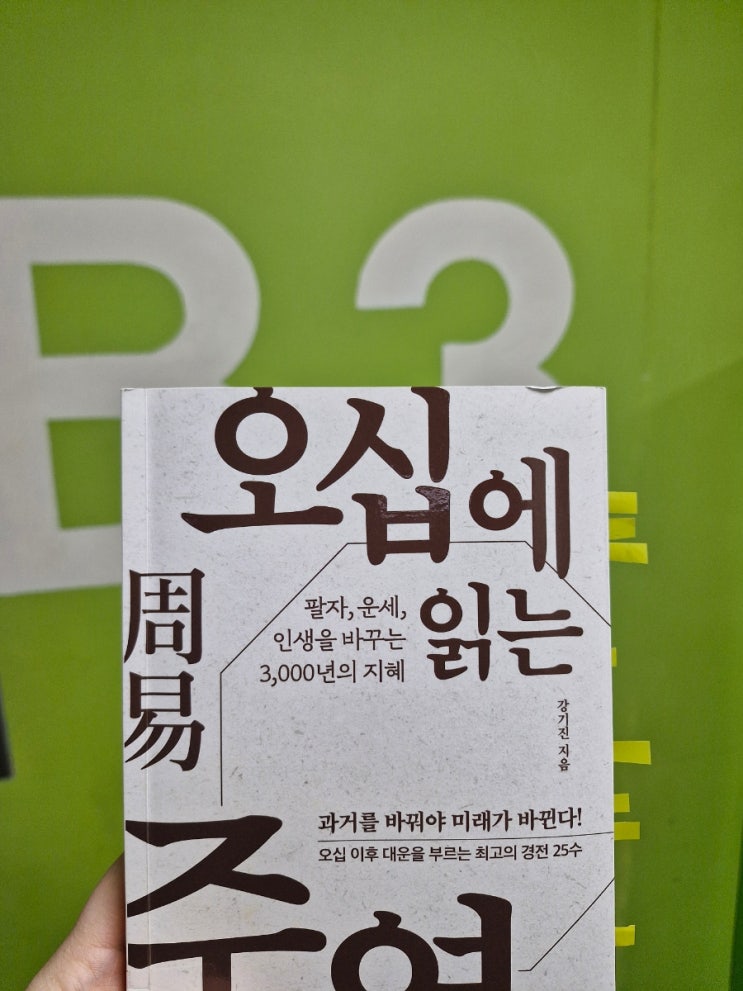 B3
오십에
읽는
周易
팔자, 운세,
인생을 바꾸는
3,000년의 지혜
강기진 지음
과거를 바꿔야 미래가 바뀐다!
오십 이후 대운을 부르는 최고의 경전 25수
주역